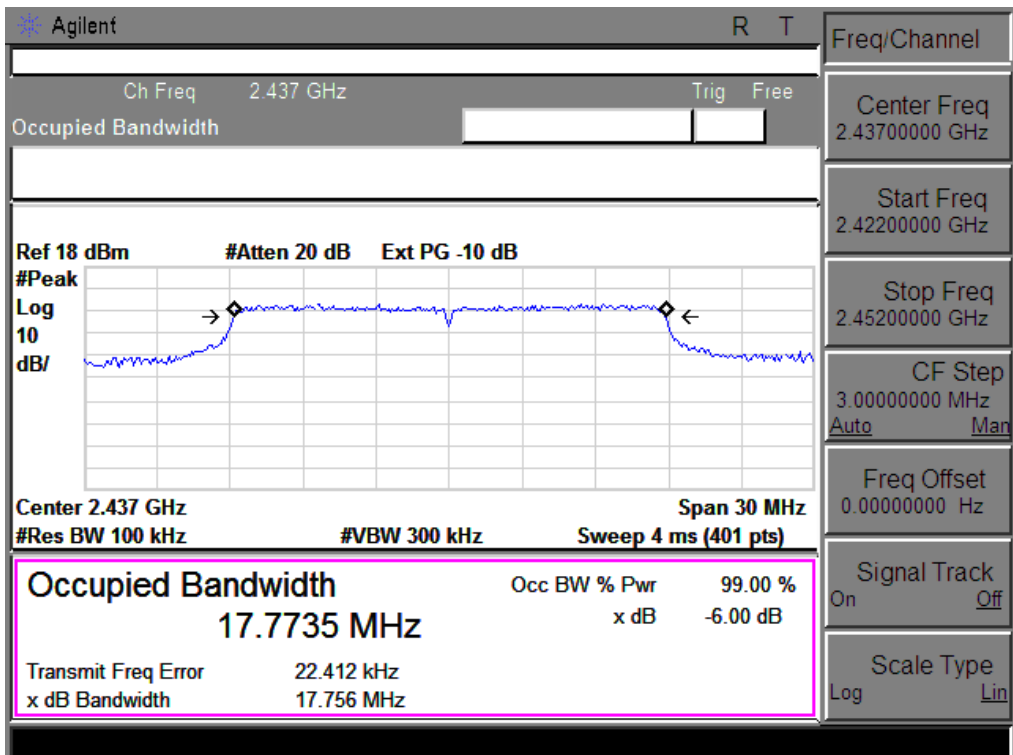 Agilent R T
Ch Freq 2.437 GHz Trig Free
Occupied Bandwidth
Ref 18 dBm #Atten 20 dB Ext PG -10 dB
#Peak
Log
10
dB/
Center 2.437 GHz Span 30 MHz
#Res BW 100 kHz #VBW 300 kHz Sweep 4 ms (401 pts)
Occupied Bandwidth
17.7735 MHz
Occ BW % Pwr 99.00 %
x dB -6.00 dB
Transmit Freq Error 22.412 kHz
x dB Bandwidth 17.756 MHz
Freq/Channel
Center Freq
2.43700000 GHz
Start Freq
2.42200000 GHz
Stop Freq
2.45200000 GHz
CF Step
3.00000000 MHz
Auto Man
Freq Offset
0.00000000 Hz
Signal Track
On Off
Scale Type
Log Lin